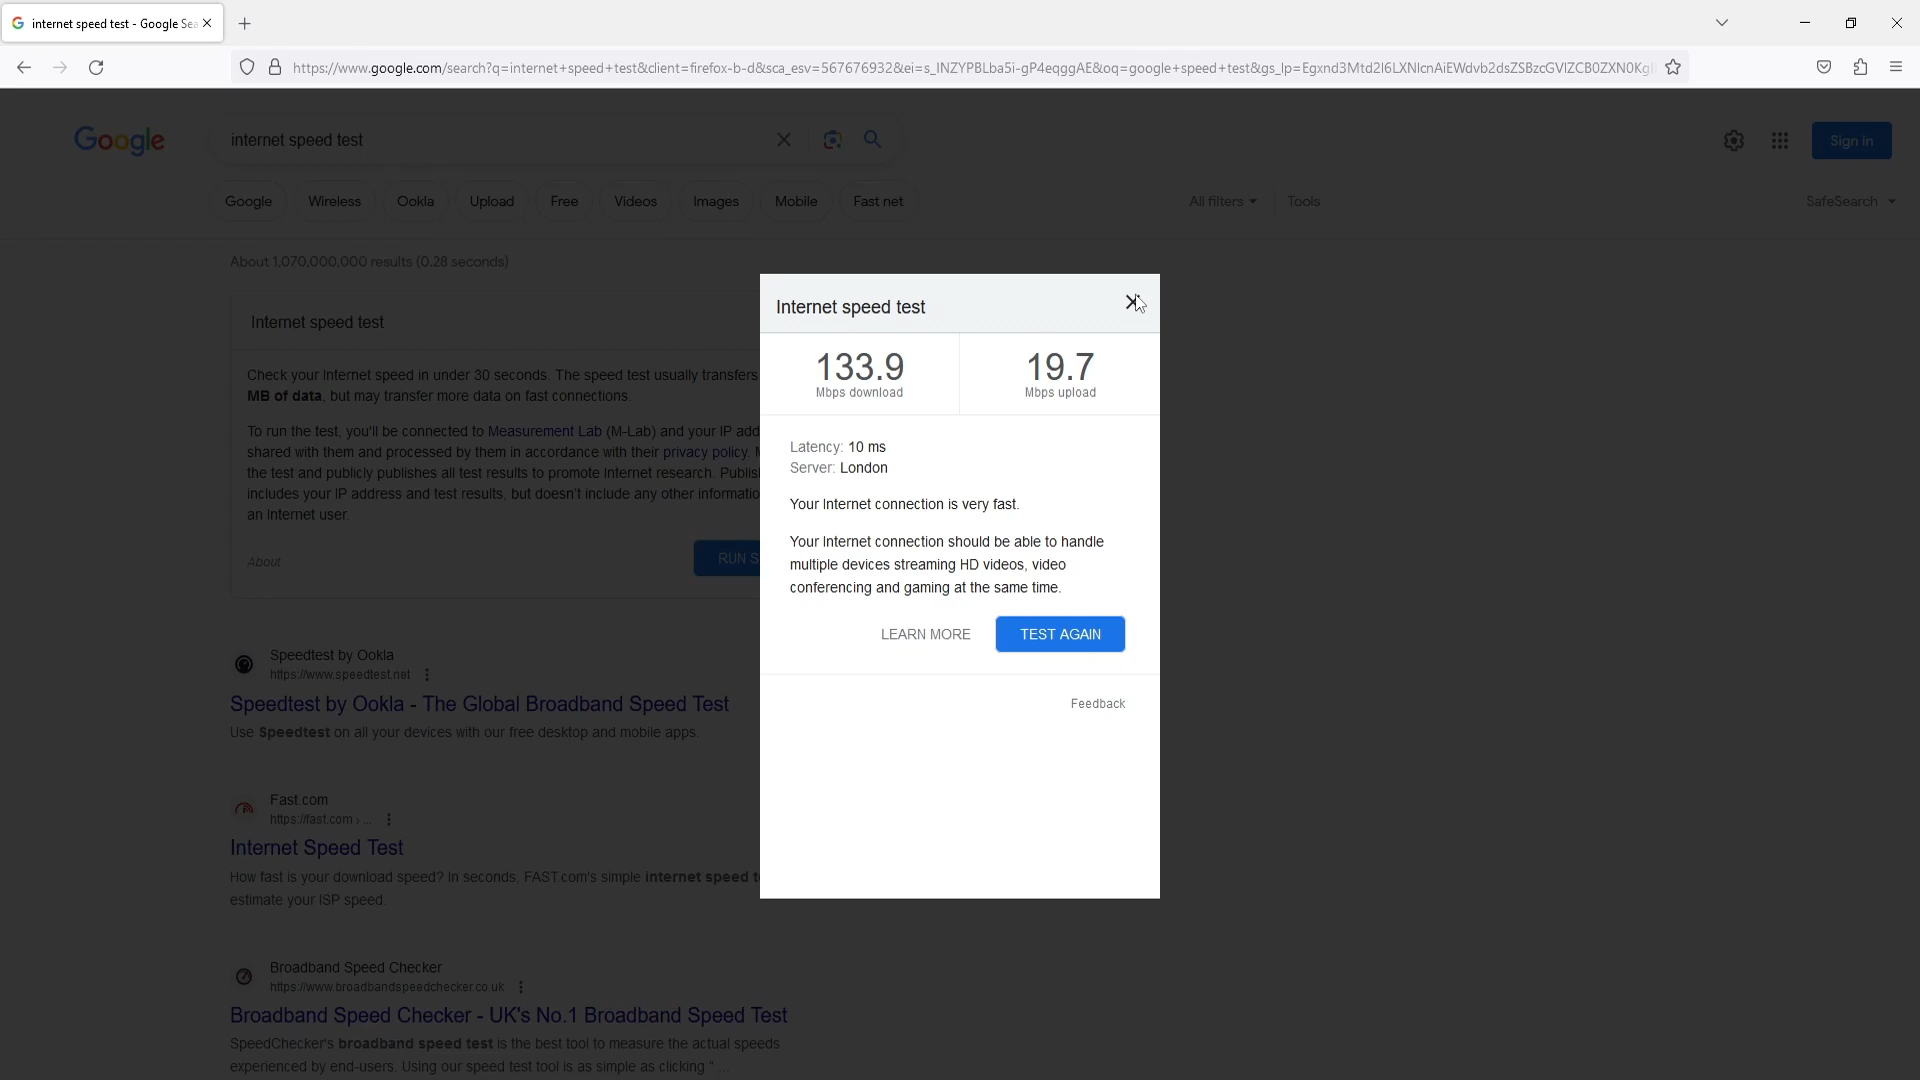 internet speed test - Google Sea
https://www.google.com/search?q=internet+speed+test&client=firefox-b-d&sca_esv=567676932&ei=s_INZYPBLba5i-gP4eqggAE&oq=google+speed+test&gs_lp=Egxnd3Mtd2l6LXNlcnAiEWdvb2dsZSBzcGVlZCB0ZXN0KgI
Google
internet speed test
Sign in
Google Wireless Ookla Upload Free Videos Images Mobile Fast net All filters Tools SafeSearch
About 1,070,000,000 results (0.28 seconds)
Internet speed test
Check your Internet speed in under 30 seconds. The speed test usually transfers
MB of data, but may transfer more data on fast connections.
To run the test, you'll be connected to Measurement Lab (M-Lab) and your IP add
shared with them and processed by them in accordance with their privacy policy. M
the test and publicly publishes all test results to promote Internet research. Publis
includes your IP address and test results, but doesn't include any other informatio
an Internet user.
About
RUN S
Internet speed test
133.9 19.7
Mbps download Mbps upload
Latency: 10 ms
Server: London
Your Internet connection is very fast.
Your Internet connection should be able to handle
multiple devices streaming HD videos, video
conferencing and gaming at the same time.
LEARN MORE TEST AGAIN
Feedback
Speedtest by Ookla
https://www.speedtest.net
Speedtest by Ookla - The Global Broadband Speed Test
Use Speedtest on all your devices with our free desktop and mobile apps.
Fast.com
https://fast.com › ...
Internet Speed Test
How fast is your download speed? In seconds, FAST.com's simple internet speed te
estimate your ISP speed.
Broadband Speed Checker
https://www.broadbandspeedchecker.co.uk
Broadband Speed Checker - UK's No.1 Broadband Speed Test
SpeedChecker's broadband speed test is the best tool to measure the actual speeds
experienced by end-users. Using our speed test tool is as simple as clicking " ...